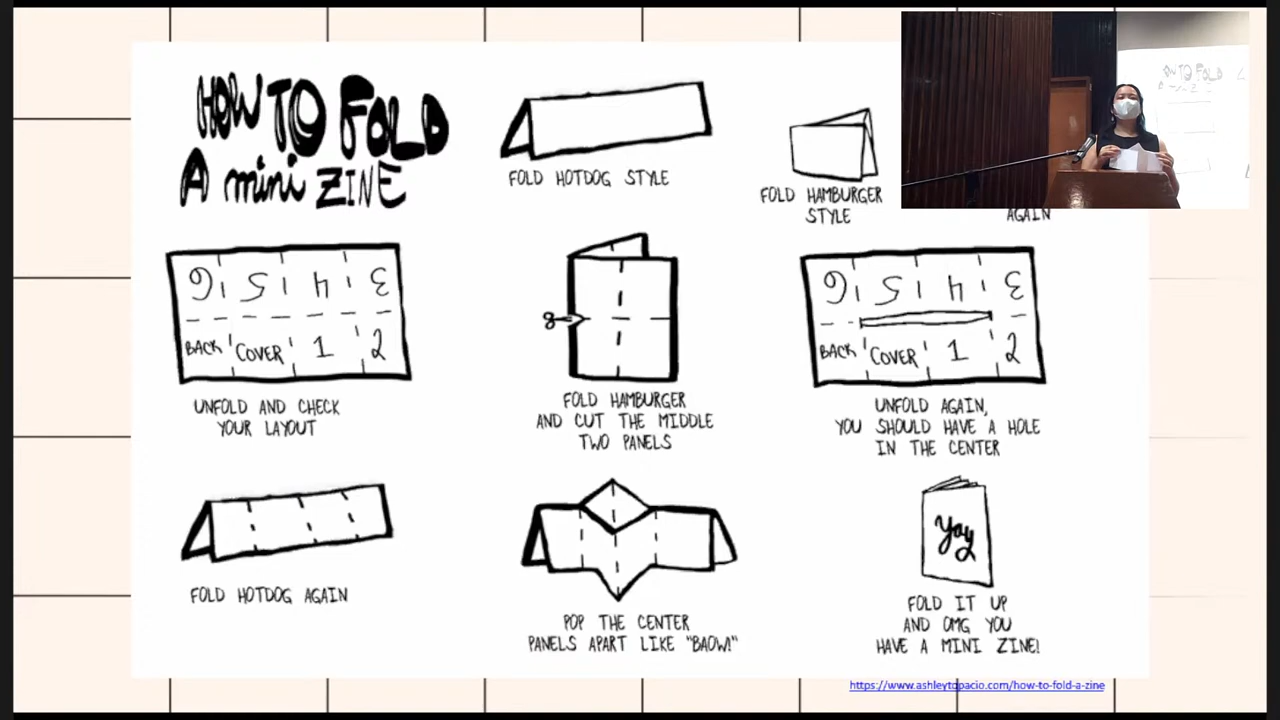 HOW TO FOLD
A mini ZINE
FOLD HOTDOG STYLE
FOLD HAMBURGER
STYLE
AGAIN
6 5 4 3
BACK COVER 1 2
UNFOLD AND CHECK
YOUR LAYOUT
FOLD HAMBURGER
AND CUT THE MIDDLE
TWO PANELS
6 5 4 3
BACK COVER 1 2
UNFOLD AGAIN,
YOU SHOULD HAVE A HOLE
IN THE CENTER
FOLD HOTDOG AGAIN
POP THE CENTER
PANELS APART LIKE "BAOW!"
Yay
FOLD IT UP
AND OMG YOU
HAVE A MINI ZINE!
https://www.ashleytopacio.com/how-to-fold-a-zine